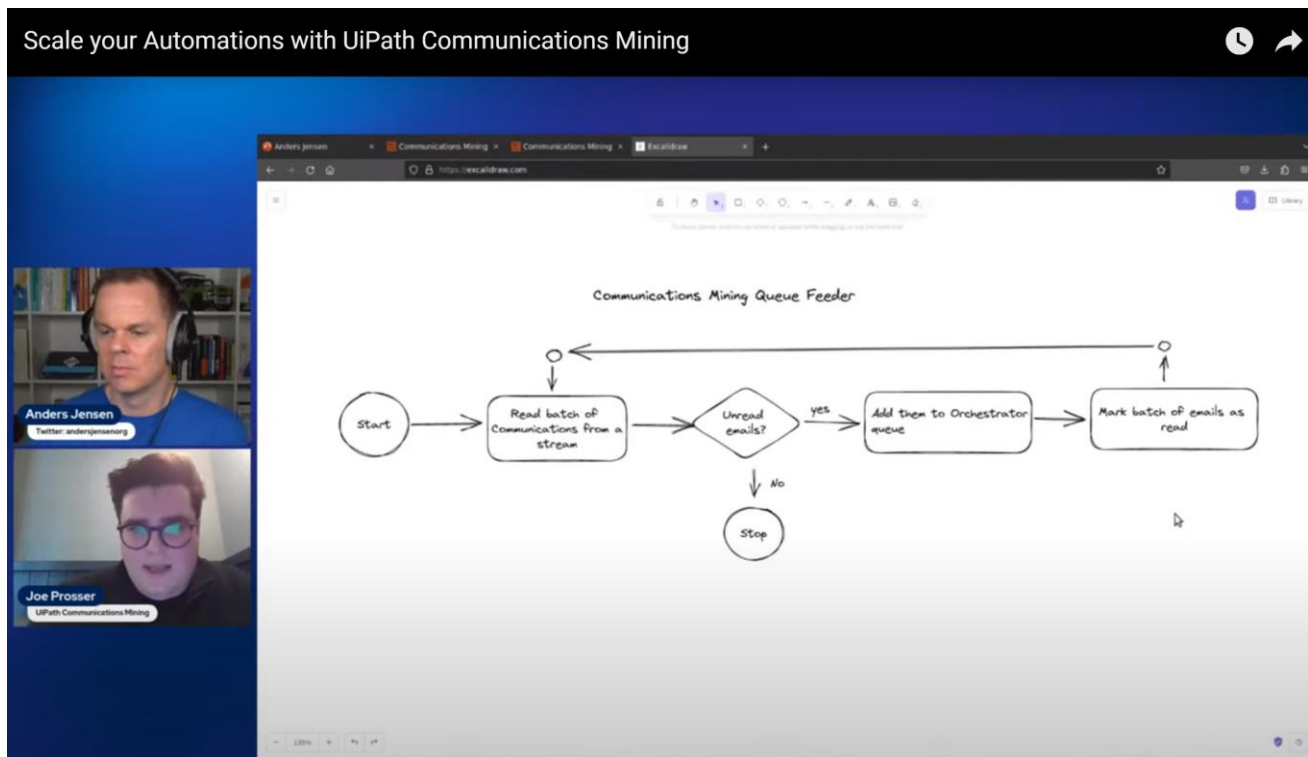 Scale your Automations with UiPath Communications Mining
Anders Jensen
Communications Mining
Communications Mining
Excalidraw
https://excalidraw.com
Library
Communications Mining Queue Feeder
Start
Read batch of
Communications from a
stream
Unread
emails?
yes
Add them to Orchestrator
queue
Mark batch of emails as
read
No
Stop
Anders Jensen
Twitter: andersjensenorg
Joe Prosser
UiPath Communications Mining